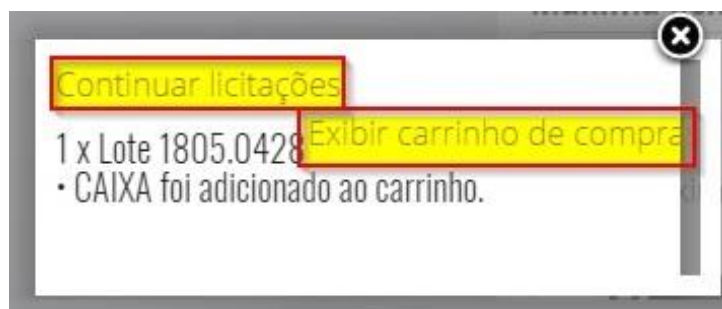 Continuar licitações
Exibir carrinho de compra
1 x Lote 1805.0428
• CAIXA foi adicionado ao carrinho.